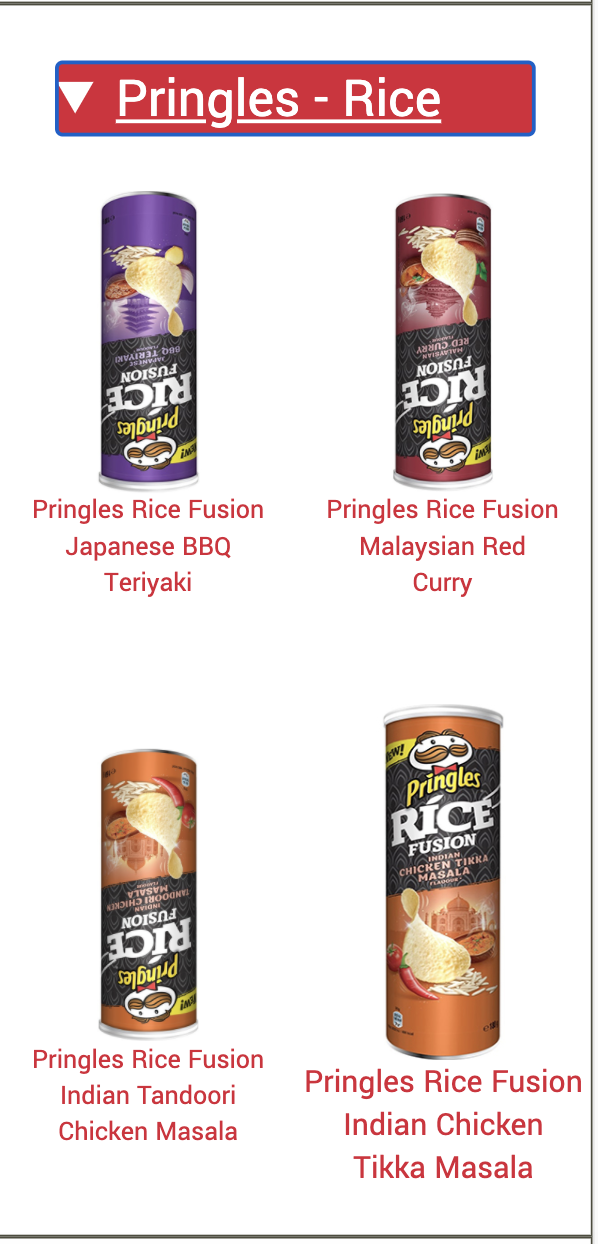 ▼ Pringles - Rice
JAPANESE
BBQ TERIYAKI
FLAVOUR
FUSION
RICE
Pringles
NEW!
Pringles Rice Fusion
Japanese BBQ
Teriyaki
MALAYSIAN
RED CURRY
FLAVOUR
FUSION
RICE
Pringles
NEW!
Pringles Rice Fusion
Malaysian Red
Curry
INDIAN
TANDOORI CHICKEN
MASALA
FLAVOUR
FUSION
RICE
Pringles
NEW!
Pringles Rice Fusion
Indian Tandoori
Chicken Masala
NEW!
Pringles
RICE
FUSION
INDIAN
CHICKEN TIKKA
MASALA
FLAVOUR
Pringles Rice Fusion
Indian Chicken
Tikka Masala